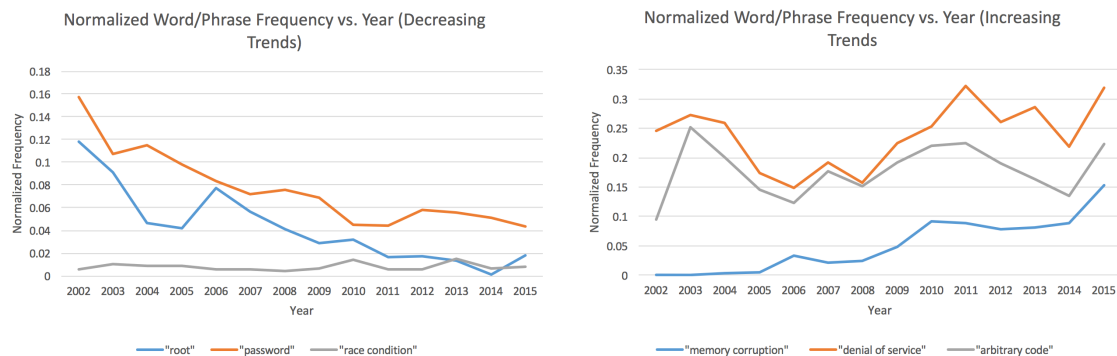 Normalized Word/Phrase Frequency vs. Year (Decreasing
Trends)
0.18
0.16
0.14
0.12
0.1
0.08
0.06
0.04
0.02
0
Normalized Frequency
2002 2003 2004 2005 2006 2007 2008 2009 2010 2011 2012 2013 2014 2015
Year
"root" "password" "race condition"
Normalized Word/Phrase Frequency vs. Year (Increasing
Trends
0.35
0.3
0.25
0.2
0.15
0.1
0.05
0
Normalized Frequency
2002 2003 2004 2005 2006 2007 2008 2009 2010 2011 2012 2013 2014 2015
Year
"memory corruption" "denial of service" "arbitrary code"